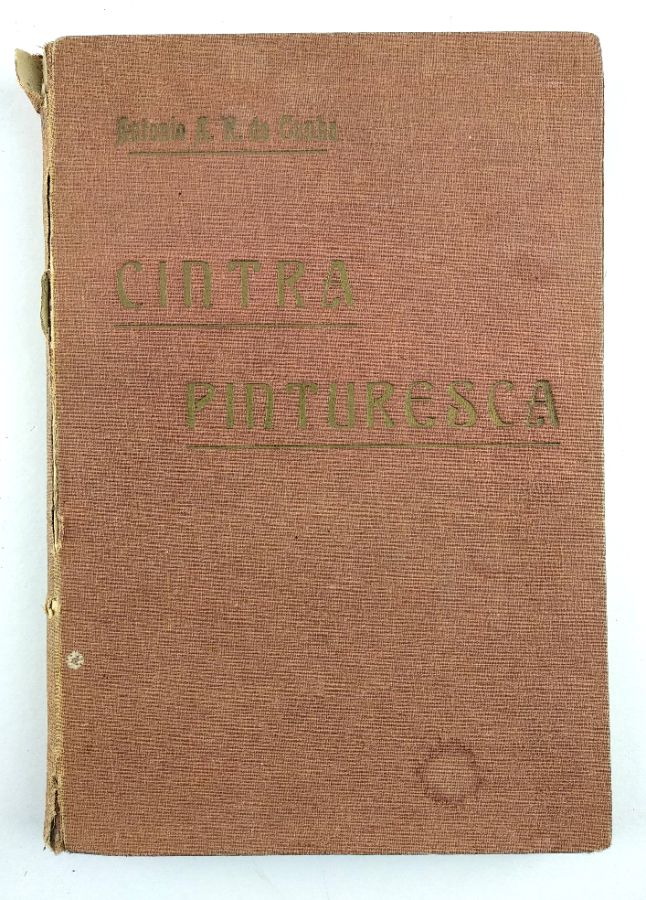 Antonio A. R. da Cunha
CINTRA
PINTURESCA